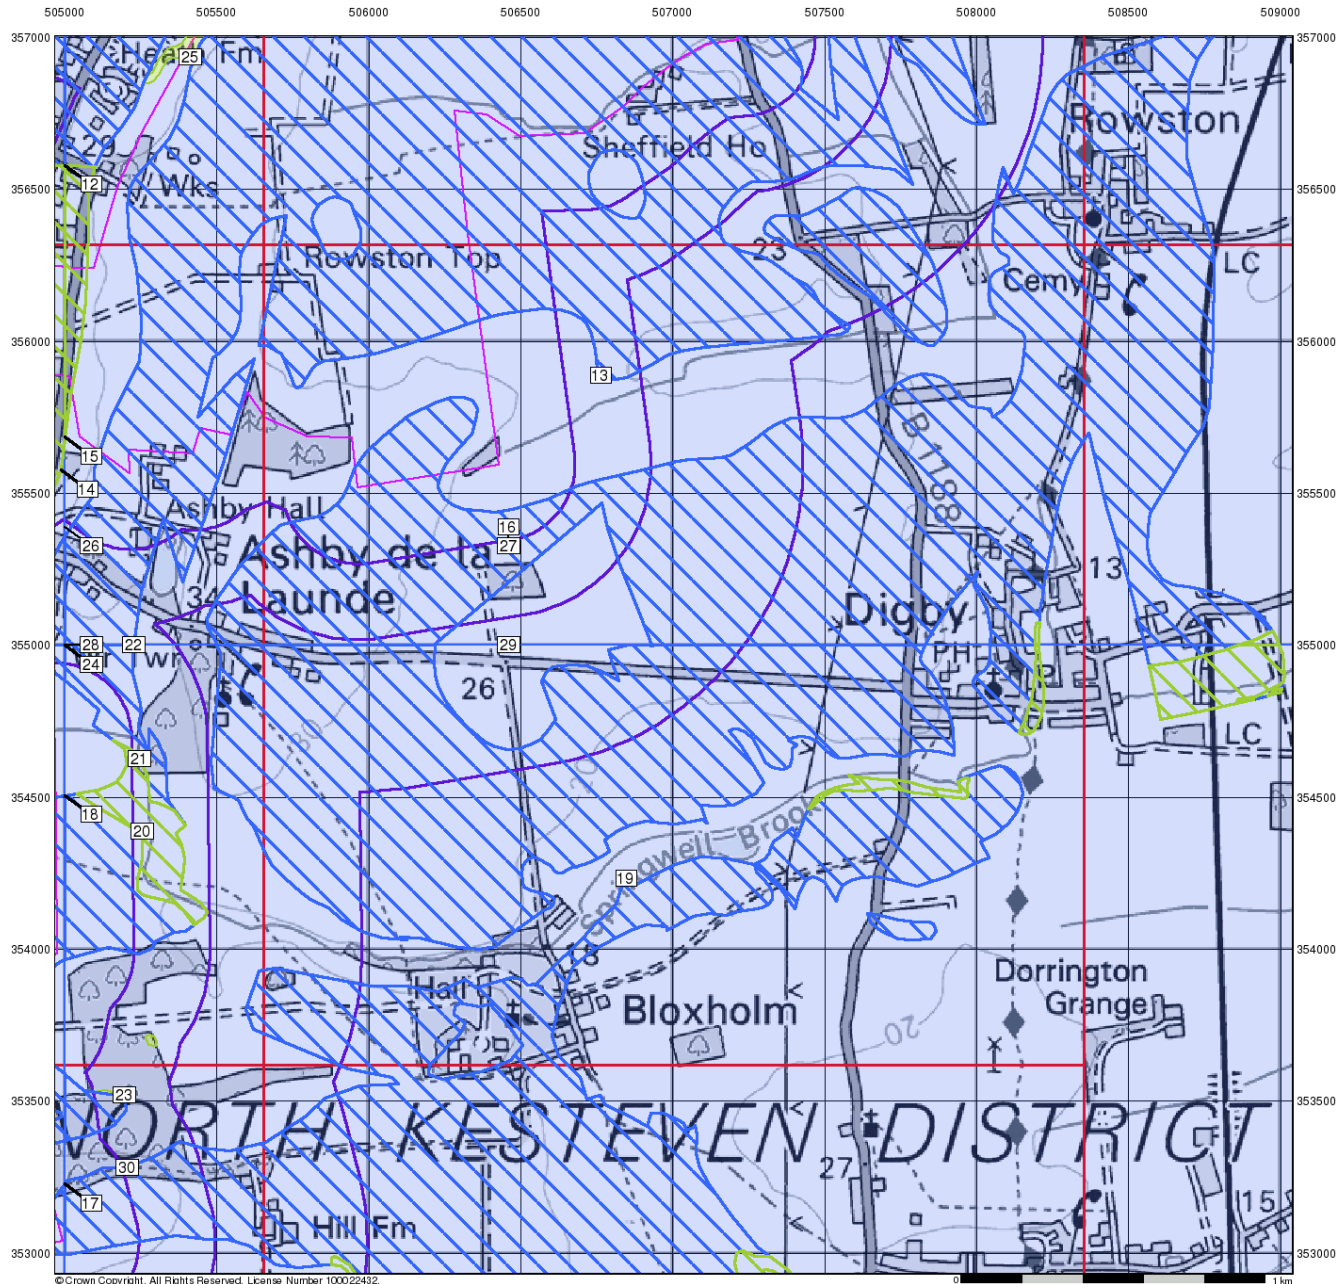 505000 505500 506000 506500 507000 507500 508000 508500 509000
357000 357000
Heath Fm 25
Rowston
29
Sheffield Ho
12
Wks
356500 356500
23
Rowston Top
LC
Cemy
356000 356000
13
B 1188
15
14
355500 355500
Ashby Hall
16
26 27
Ashby de la
Launde
34
13
Digby
28 22 29
355000 355000
24
PH
26
LC
30
21
20
354500 354500
18
20
Springwell Brook
19
354000 354000
Hall
Dorrington
Grange
Bloxholm
20
23
353500 353500
NORTH KESTEVEN DISTRICT
30
27
17
15
Hill Fm
353000 353000
© Crown Copyright. All Rights Reserved. License Number 100022432.
0 1 km